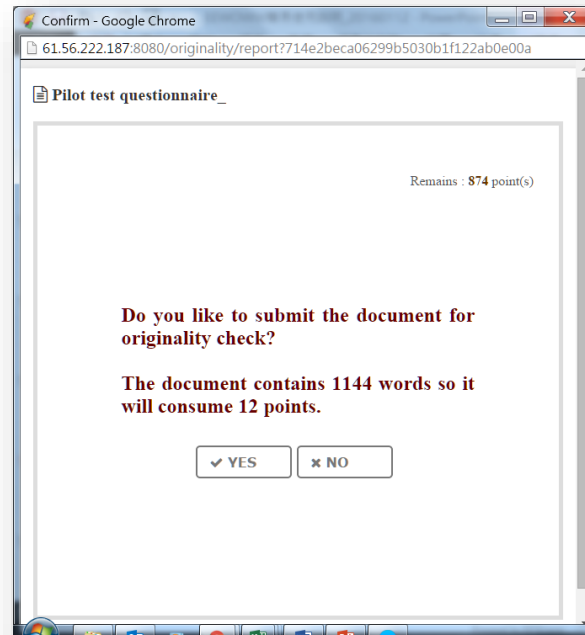 Confirm - Google Chrome
61.56.222.187:8080/originality/report?714e2beca06299b5030b1f122ab0e00a
Pilot test questionnaire_
Remains : 874 point(s)
Do you like to submit the document for
originality check?
The document contains 1144 words so it
will consume 12 points.
YES
NO